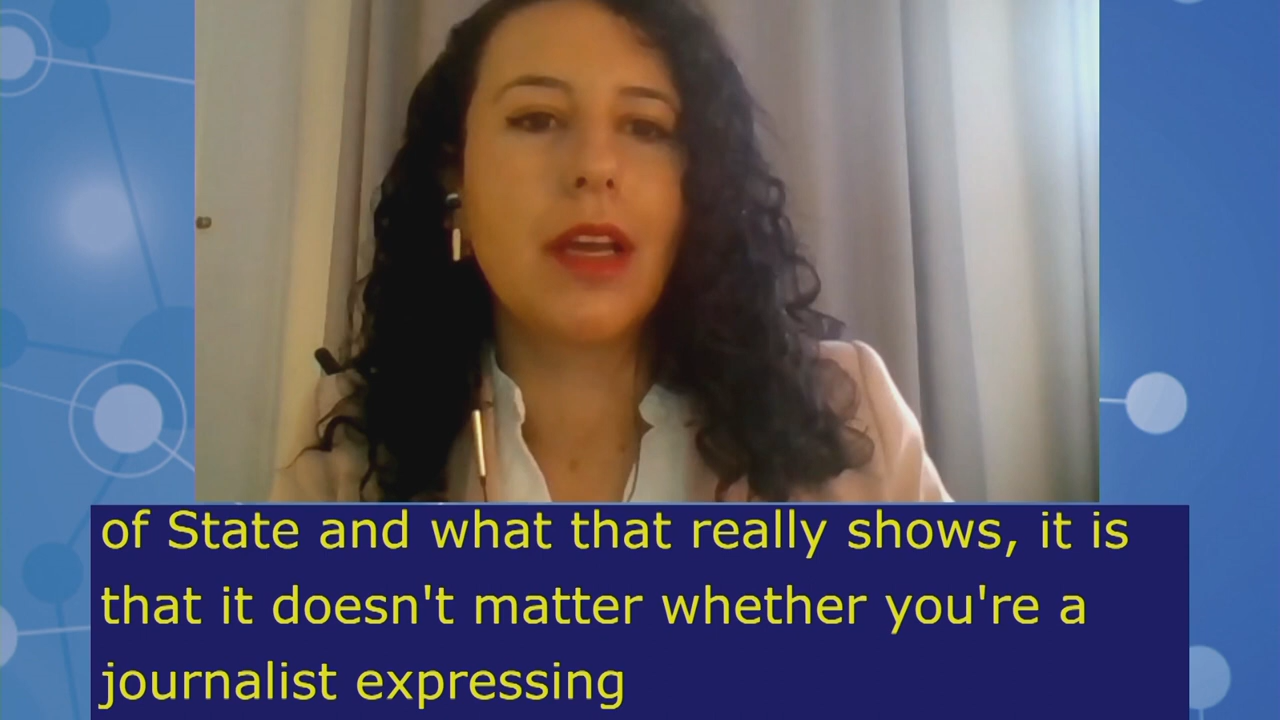 of State and what that really shows, it is
that it doesn't matter whether you're a
journalist expressing